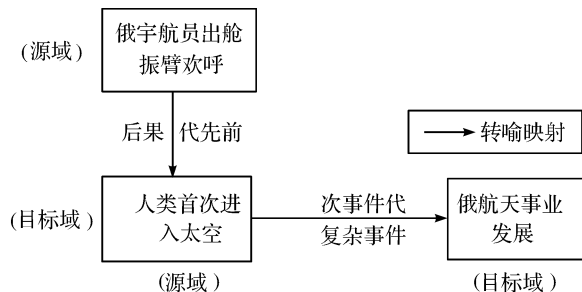 (源域)
俄宇航员出舱
振臂欢呼
后果 代先前
转喻映射
(目标域)
人类首次进
入太空
次事件代
复杂事件
俄航天事业
发展
(源域)
(目标域)